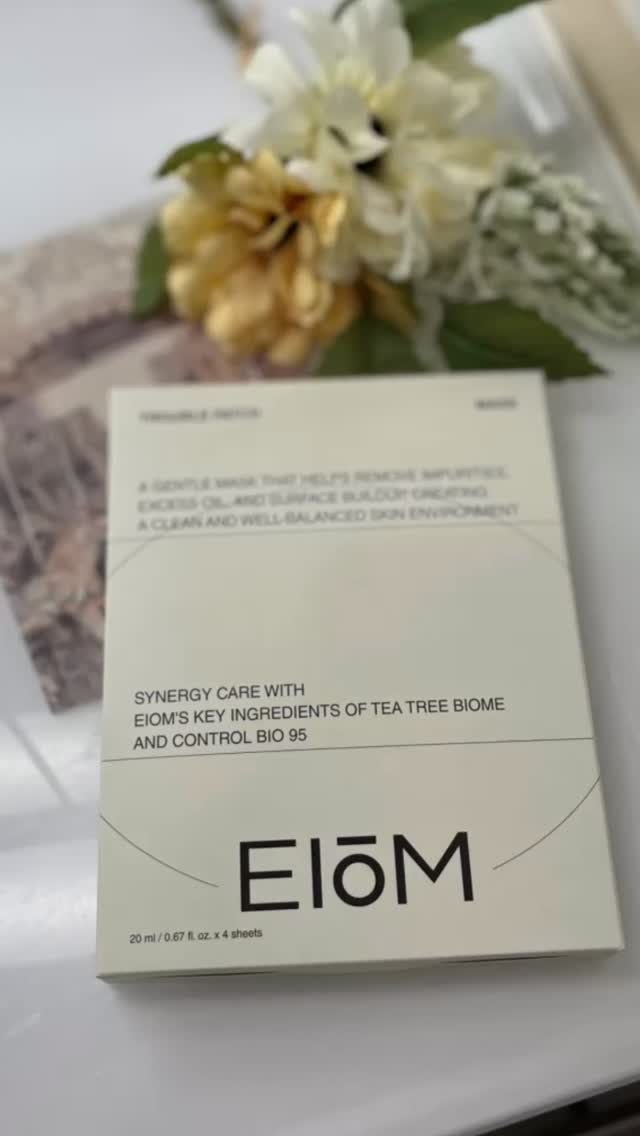 TROUBLE PATCH
A GENTLE MASK THAT HELPS REMOVE IMPURITIES,
EXCESS OIL, AND SURFACE BUILDUP CREATING
A CLEAN AND WELL-BALANCED SKIN ENVIRONMENT
SYNERGY CARE WITH
EIOM'S KEY INGREDIENTS OF TEA TREE BIOME
AND CONTROL BIO 95
EIōM
20 ml / 0.67 fl. oz. x 4 sheets